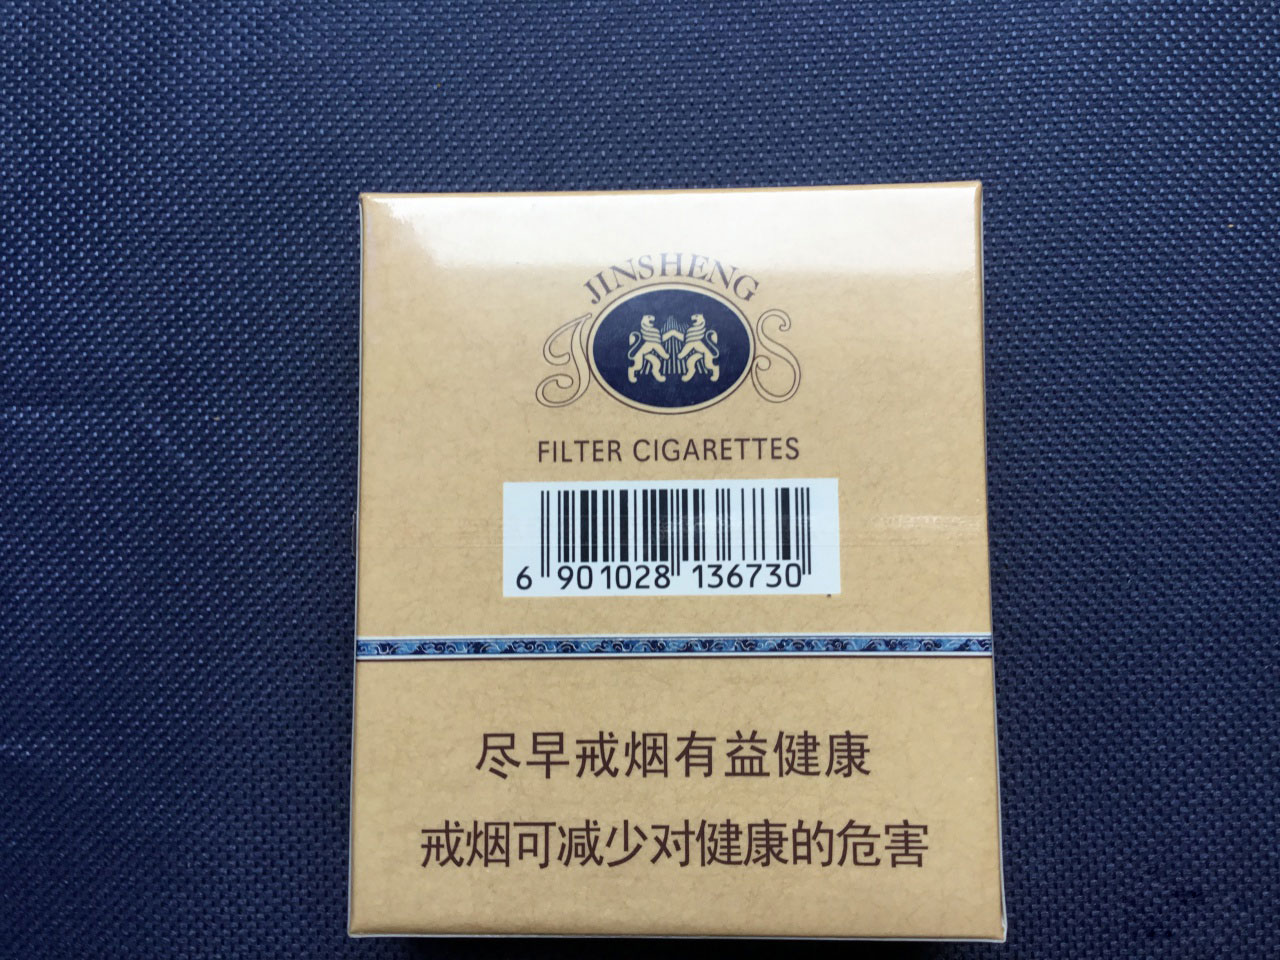 JINSHENG
JS
FILTER CIGARETTES
6 901028 136730
尽早戒烟有益健康
戒烟可减少对健康的危害